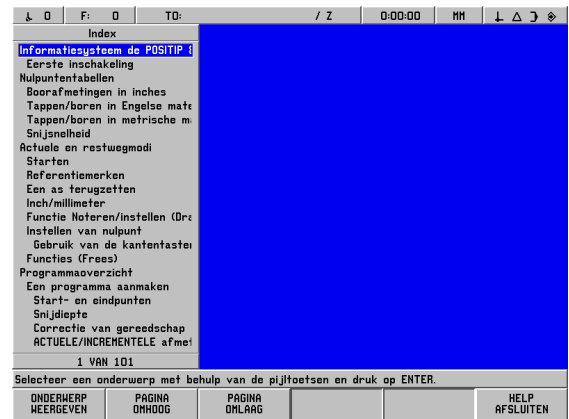 0 F: 0 TO: / Z 0:00:00 MM
Index
Informatiesysteem de POSITIP
Eerste inschakeling
Nulpuntentabellen
Boorafmetingen in inches
Tappen/boren in Engelse mate
Tappen/boren in metrische m
Snijsnelheid
Actuele en restwegmodi
Starten
Referentiemerken
Een as terugzetten
Inch/millimeter
Functie Noteren/instellen (Dra
Instellen van nulpunt
Gebruik van de kantentaster
Functies (Frees)
Programmaoverzicht
Een programma aanmaken
Start- en eindpunten
Snijdiepte
Correctie van gereedschap
ACTUELE/INCREMENTELE afmet
1 VAN 101
Selecteer een onderwerp met behulp van de pijltoetsen en druk op ENTER.
ONDERWERP WEERGEVEN
PAGINA OMHOOG
PAGINA OMLAAG
HELP AFSLUITEN